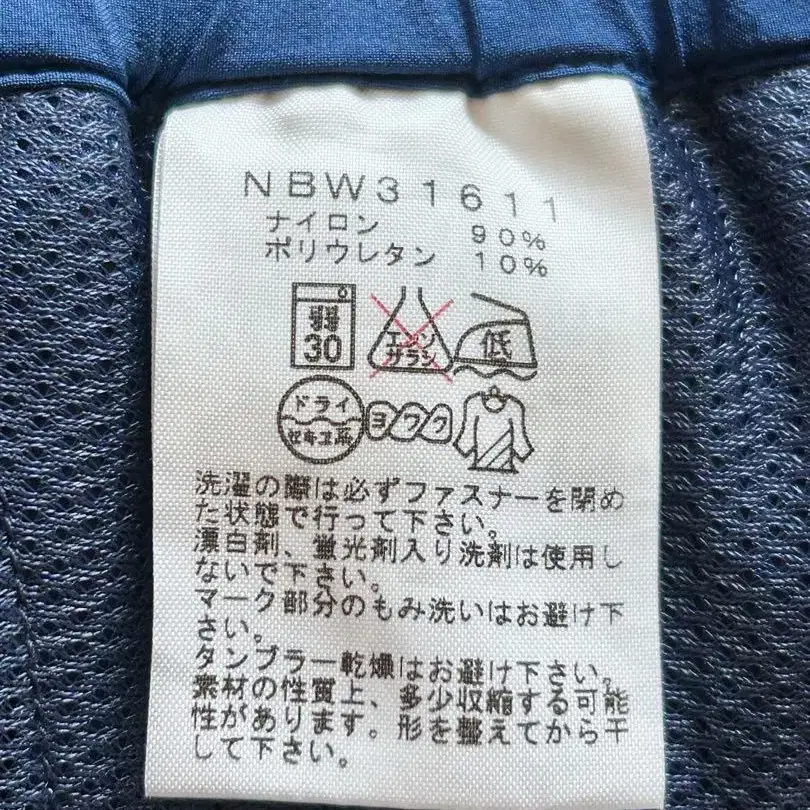 NBW31611
ナイロン 90%
ポリウレタン 10%
弱
30
エンソ
サラシ
低
ドライ
セキユ系
ヨワク
洗濯の際は必ずファスナーを閉め
た状態で行って下さい。
漂白剤、蛍光剤入り洗剤は使用し
ないで下さい。
マーク部分のもみ洗いはお避け下
さい。
タンブラー乾燥はお避け下さい。
素材の性質上、多少収縮する可能
性があります。形を整えてから干
して下さい。